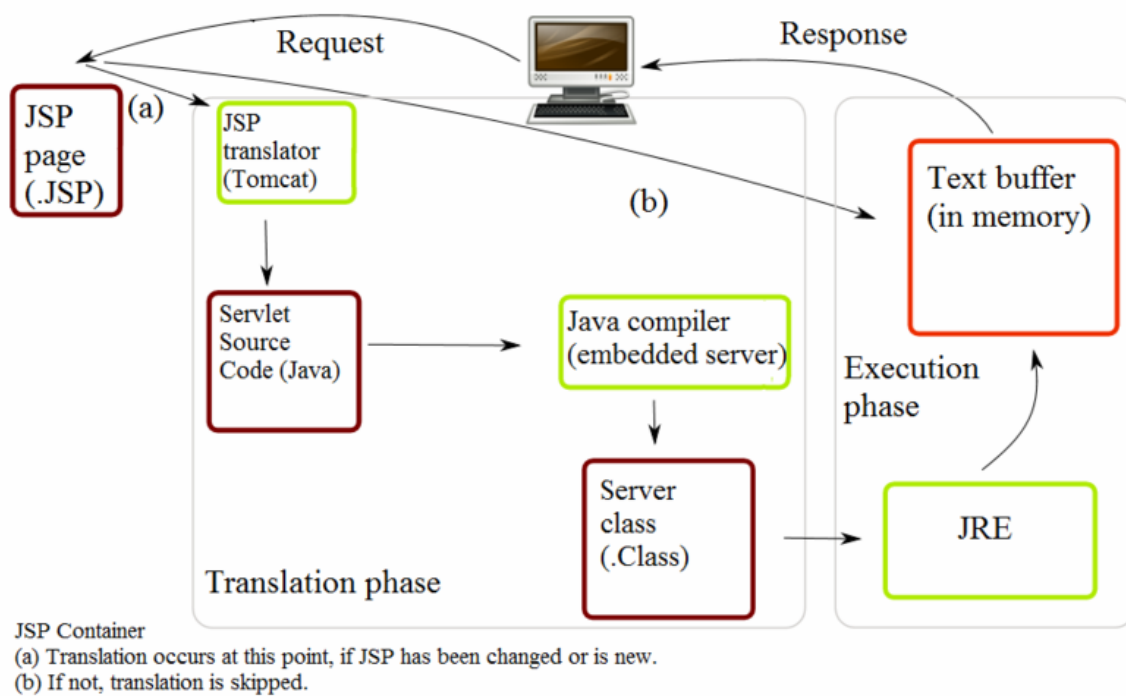 Request
Response
JSP
page
(.JSP)
(a)
JSP
translator
(Tomcat)
(b)
Text buffer
(in memory)
Servlet
Source
Code (Java)
Java compiler
(embedded server)
Execution
phase
Server
class
(.Class)
JRE
Translation phase
JSP Container
(a) Translation occurs at this point, if JSP has been changed or is new.
(b) If not, translation is skipped.